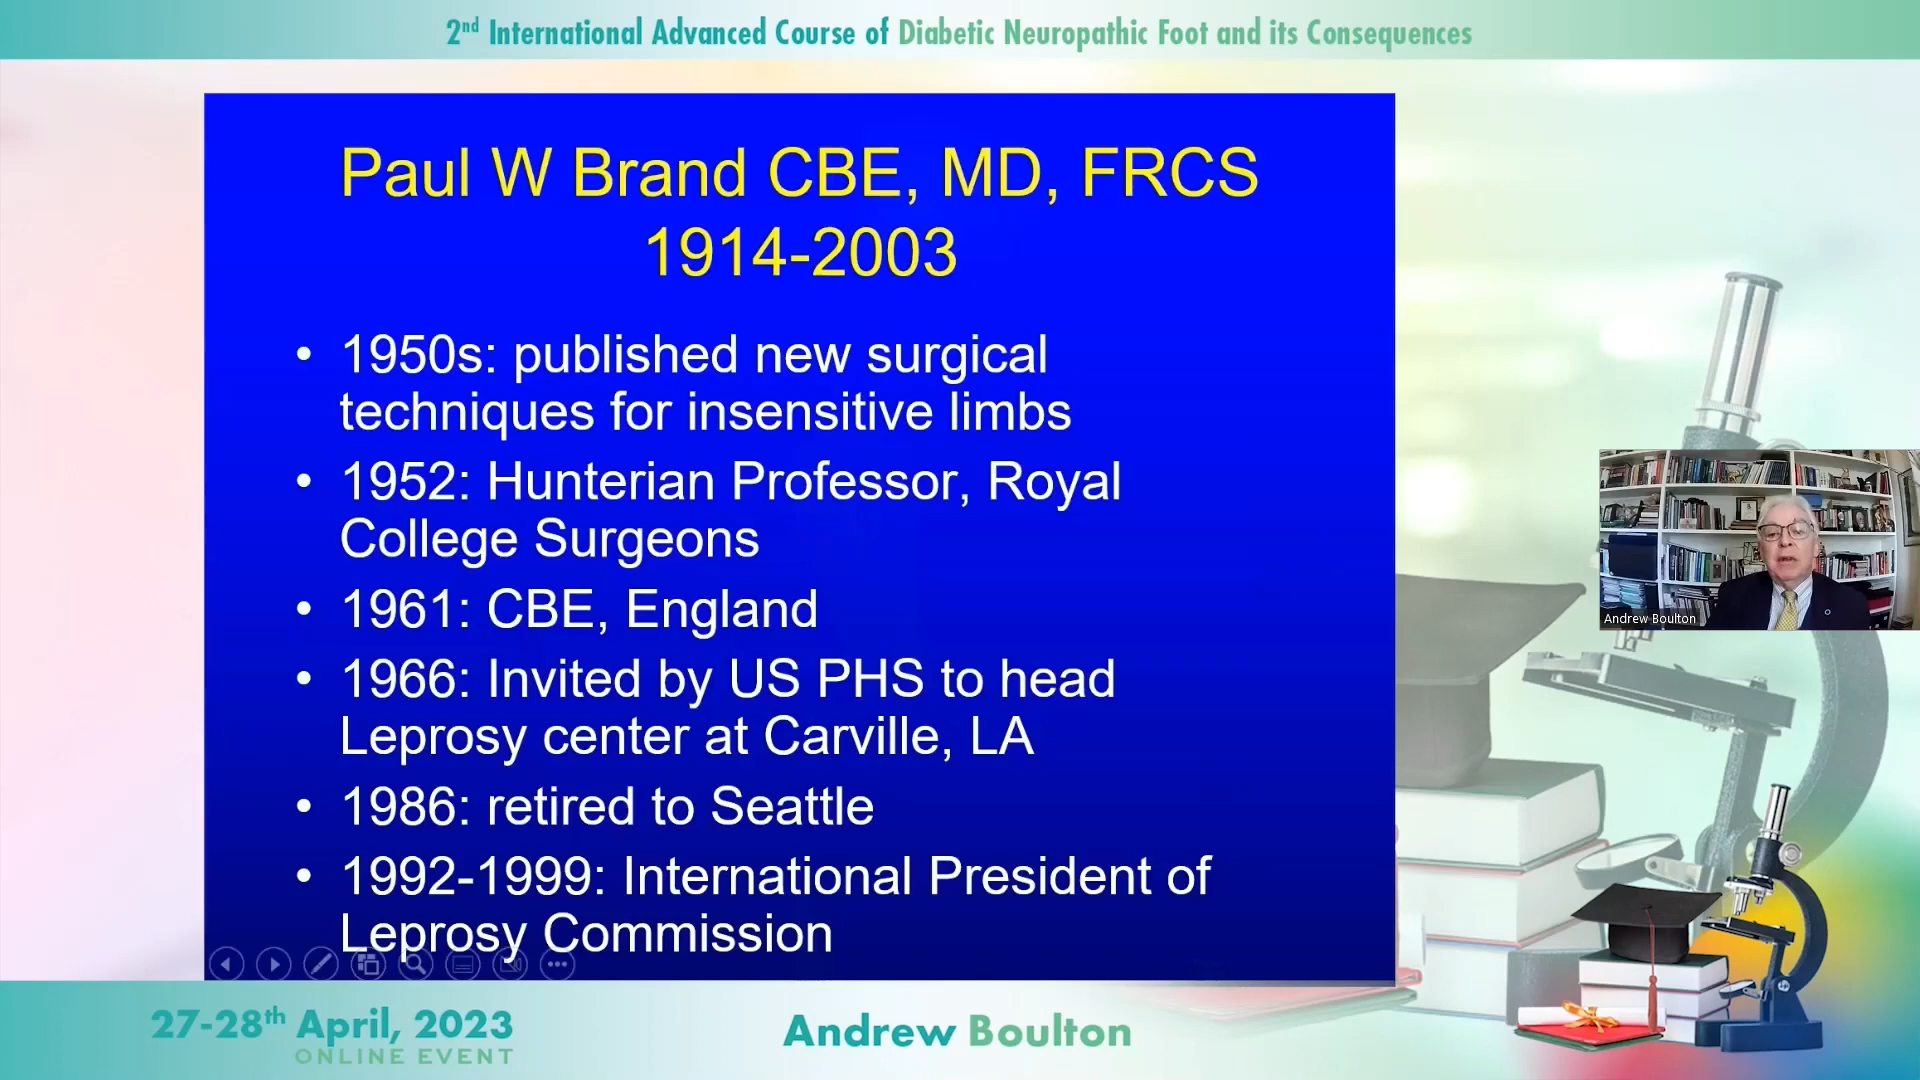 2nd International Advanced Course of Diabetic Neuropathic Foot and its Consequences
Paul W Brand CBE, MD, FRCS
1914-2003
• 1950s: published new surgical
techniques for insensitive limbs
• 1952: Hunterian Professor, Royal
College Surgeons
• 1961: CBE, England
• 1966: Invited by US PHS to head
Leprosy center at Carville, LA
• 1986: retired to Seattle
• 1992-1999: International President of
Leprosy Commission
Andrew Boulton
27-28th April, 2023
ONLINE EVENT
Andrew Boulton